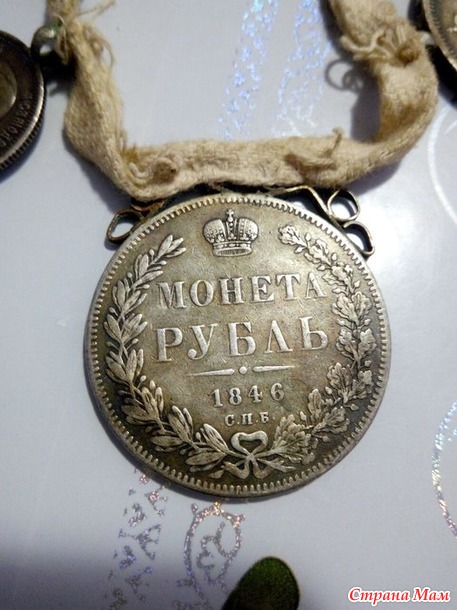 МОНЕТА
РУБЛЬ
1846
С.П.Б.
Страна Мам